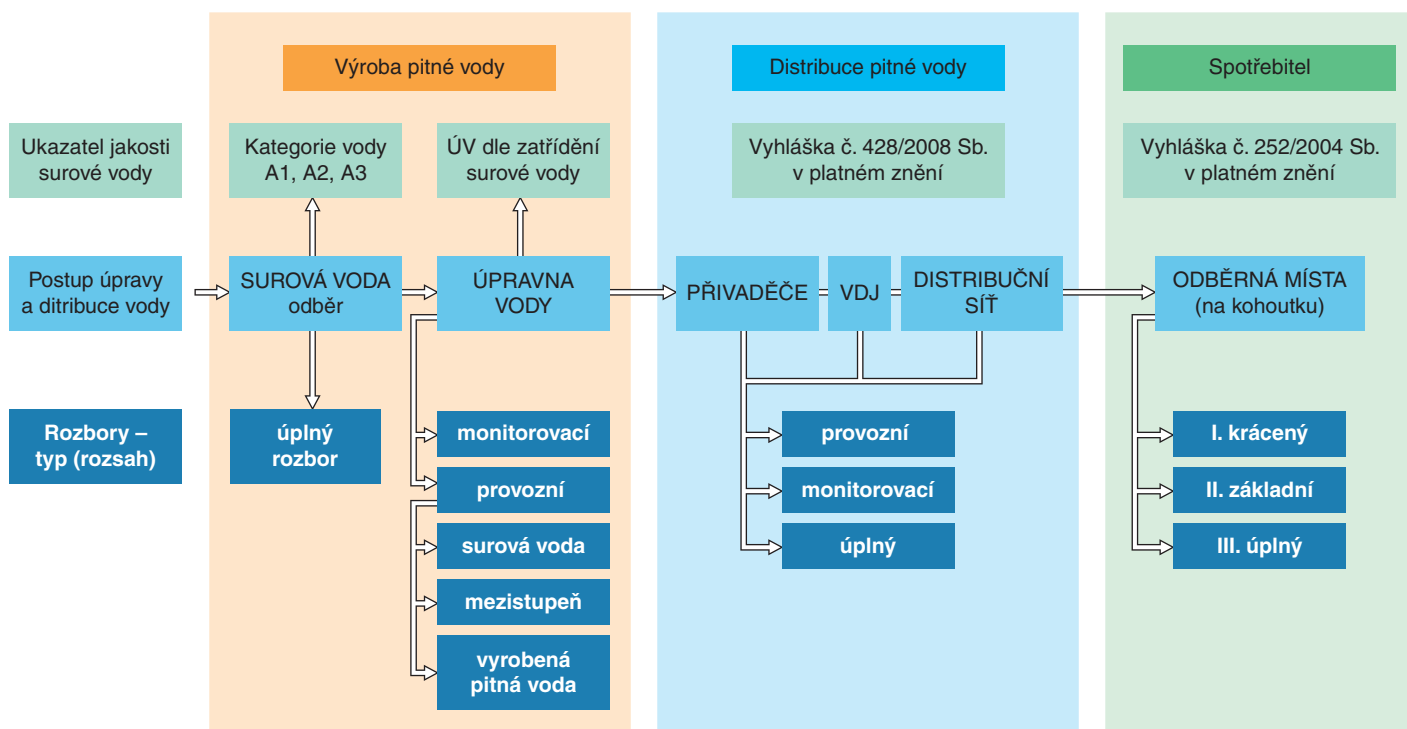 Výroba pitné vody
Distribuce pitné vody
Spotřebitel
Ukazatel jakosti
surové vody
Kategorie vody
A1, A2, A3
ÚV dle zatřídění
surové vody
Vyhláška č. 428/2008 Sb.
v platném znění
Vyhláška č. 252/2004 Sb.
v platném znění
Postup úpravy
a ditribuce vody
SUROVÁ VODA
odběr
ÚPRAVNA
VODY
PŘIVADĚČE
VDJ
DISTRIBUČNÍ
SÍŤ
ODBĚRNÁ MÍSTA
(na kohoutku)
Rozbory –
typ (rozsah)
úplný
rozbor
monitorovací
provozní
surová voda
mezistupeň
vyrobená
pitná voda
provozní
monitorovací
úplný
I. krácený
II. základní
III. úplný